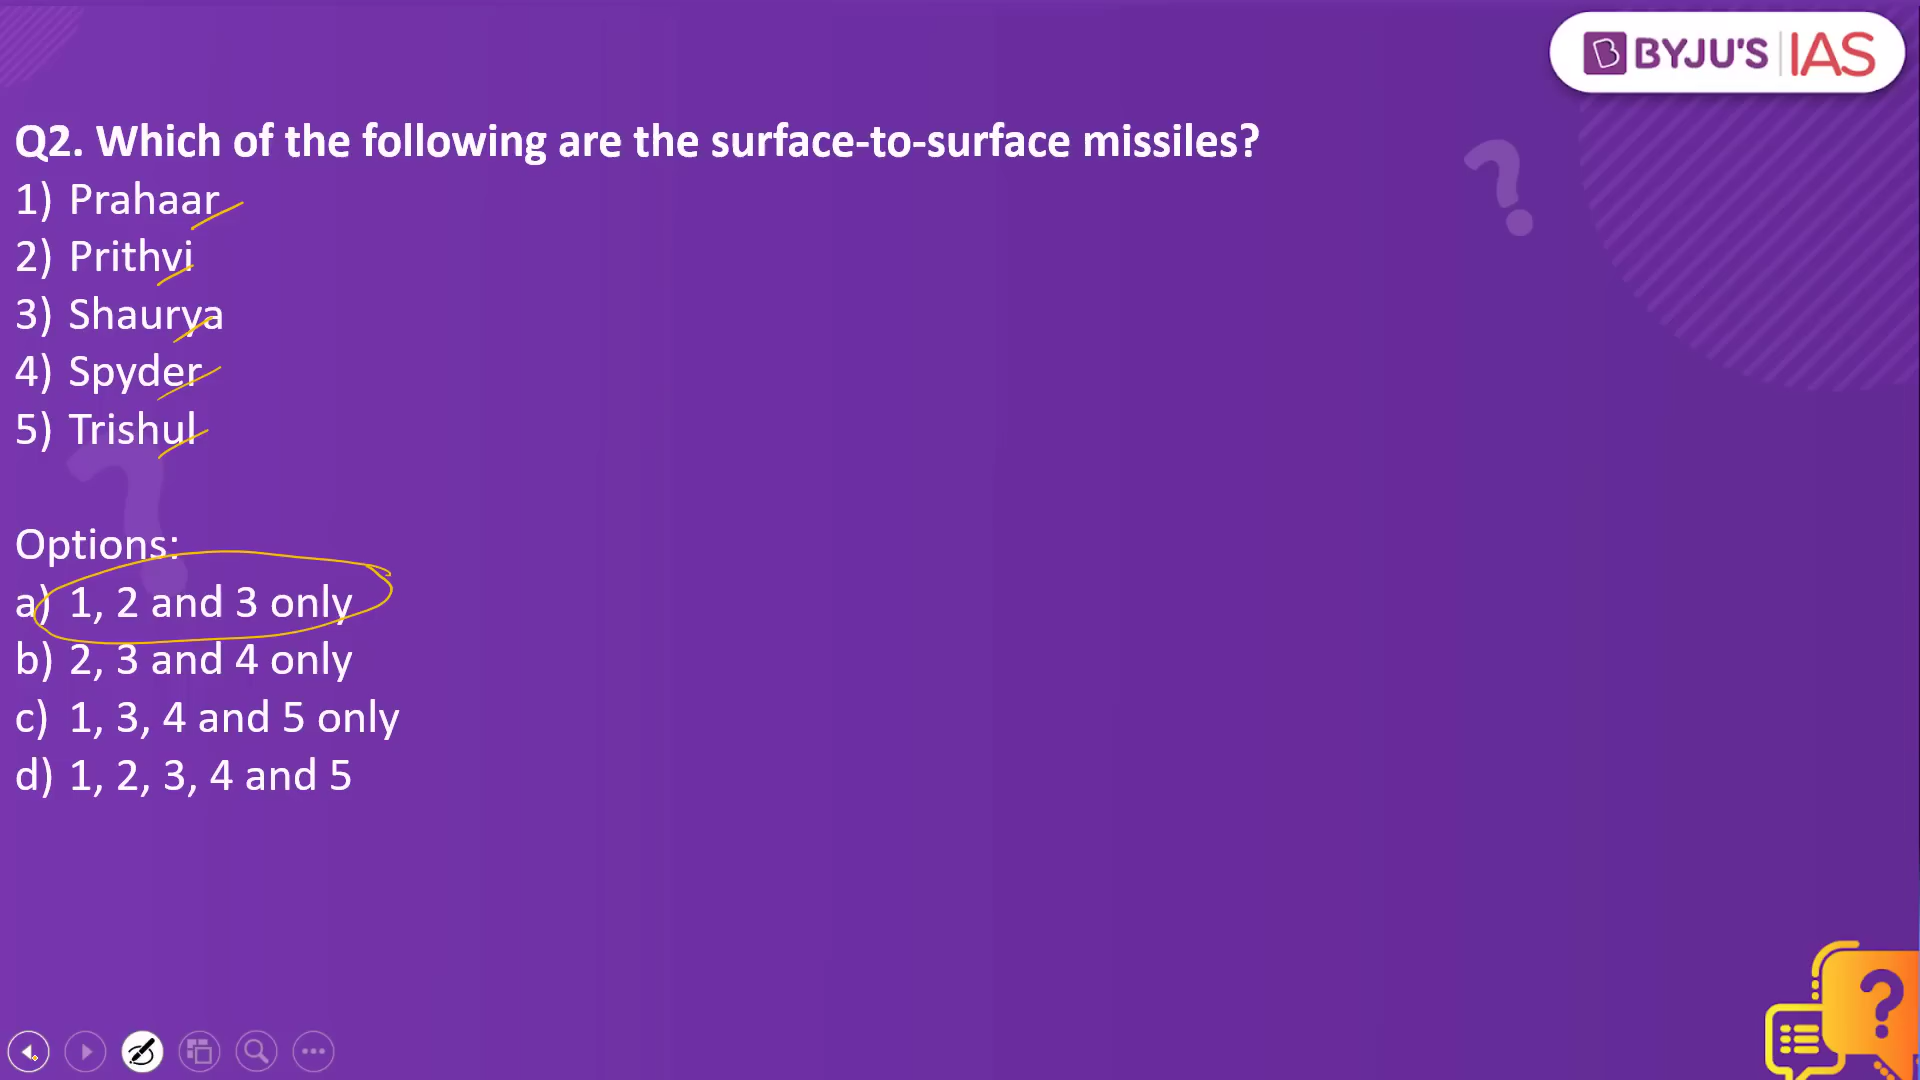 BYJU'S IAS
Q2. Which of the following are the surface-to-surface missiles?
1) Prahaar
2) Prithvi
3) Shaurya
4) Spyder
5) Trishul
Options:
a) 1, 2 and 3 only
b) 2, 3 and 4 only
c) 1, 3, 4 and 5 only
d) 1, 2, 3, 4 and 5